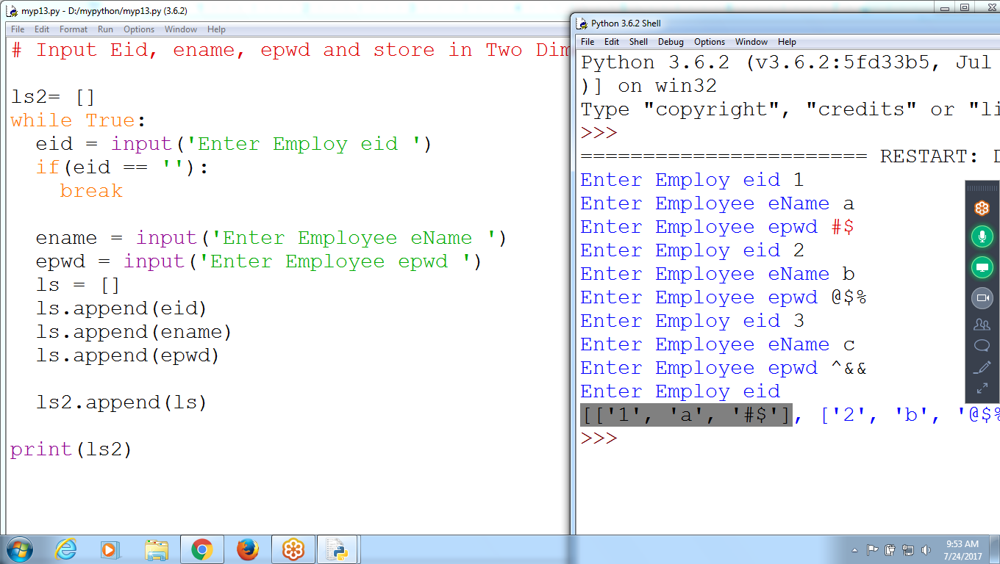 myp13.py - D:/mypython/myp13.py (3.6.2)
File Edit Format Run Options Window Help
# Input Eid, ename, epwd and store in Two Dim
ls2= []
while True:
eid = input('Enter Employ eid ')
if(eid == ''):
break
ename = input('Enter Employee eName ')
epwd = input('Enter Employee epwd ')
ls = []
ls.append(eid)
ls.append(ename)
ls.append(epwd)
ls2.append(ls)
print(ls2)
Python 3.6.2 Shell
File Edit Shell Debug Options Window Help
Python 3.6.2 (v3.6.2:5fd33b5, Jul
)] on win32
Type "copyright", "credits" or "li
>>>
======================= RESTART: D
Enter Employ eid 1
Enter Employee eName a
Enter Employee epwd #$
Enter Employ eid 2
Enter Employee eName b
Enter Employee epwd @$%
Enter Employ eid 3
Enter Employee eName c
Enter Employee epwd ^&&
Enter Employ eid
[['1', 'a', '#$'], ['2', 'b', '@$%
>>>
9:53 AM
7/24/2017